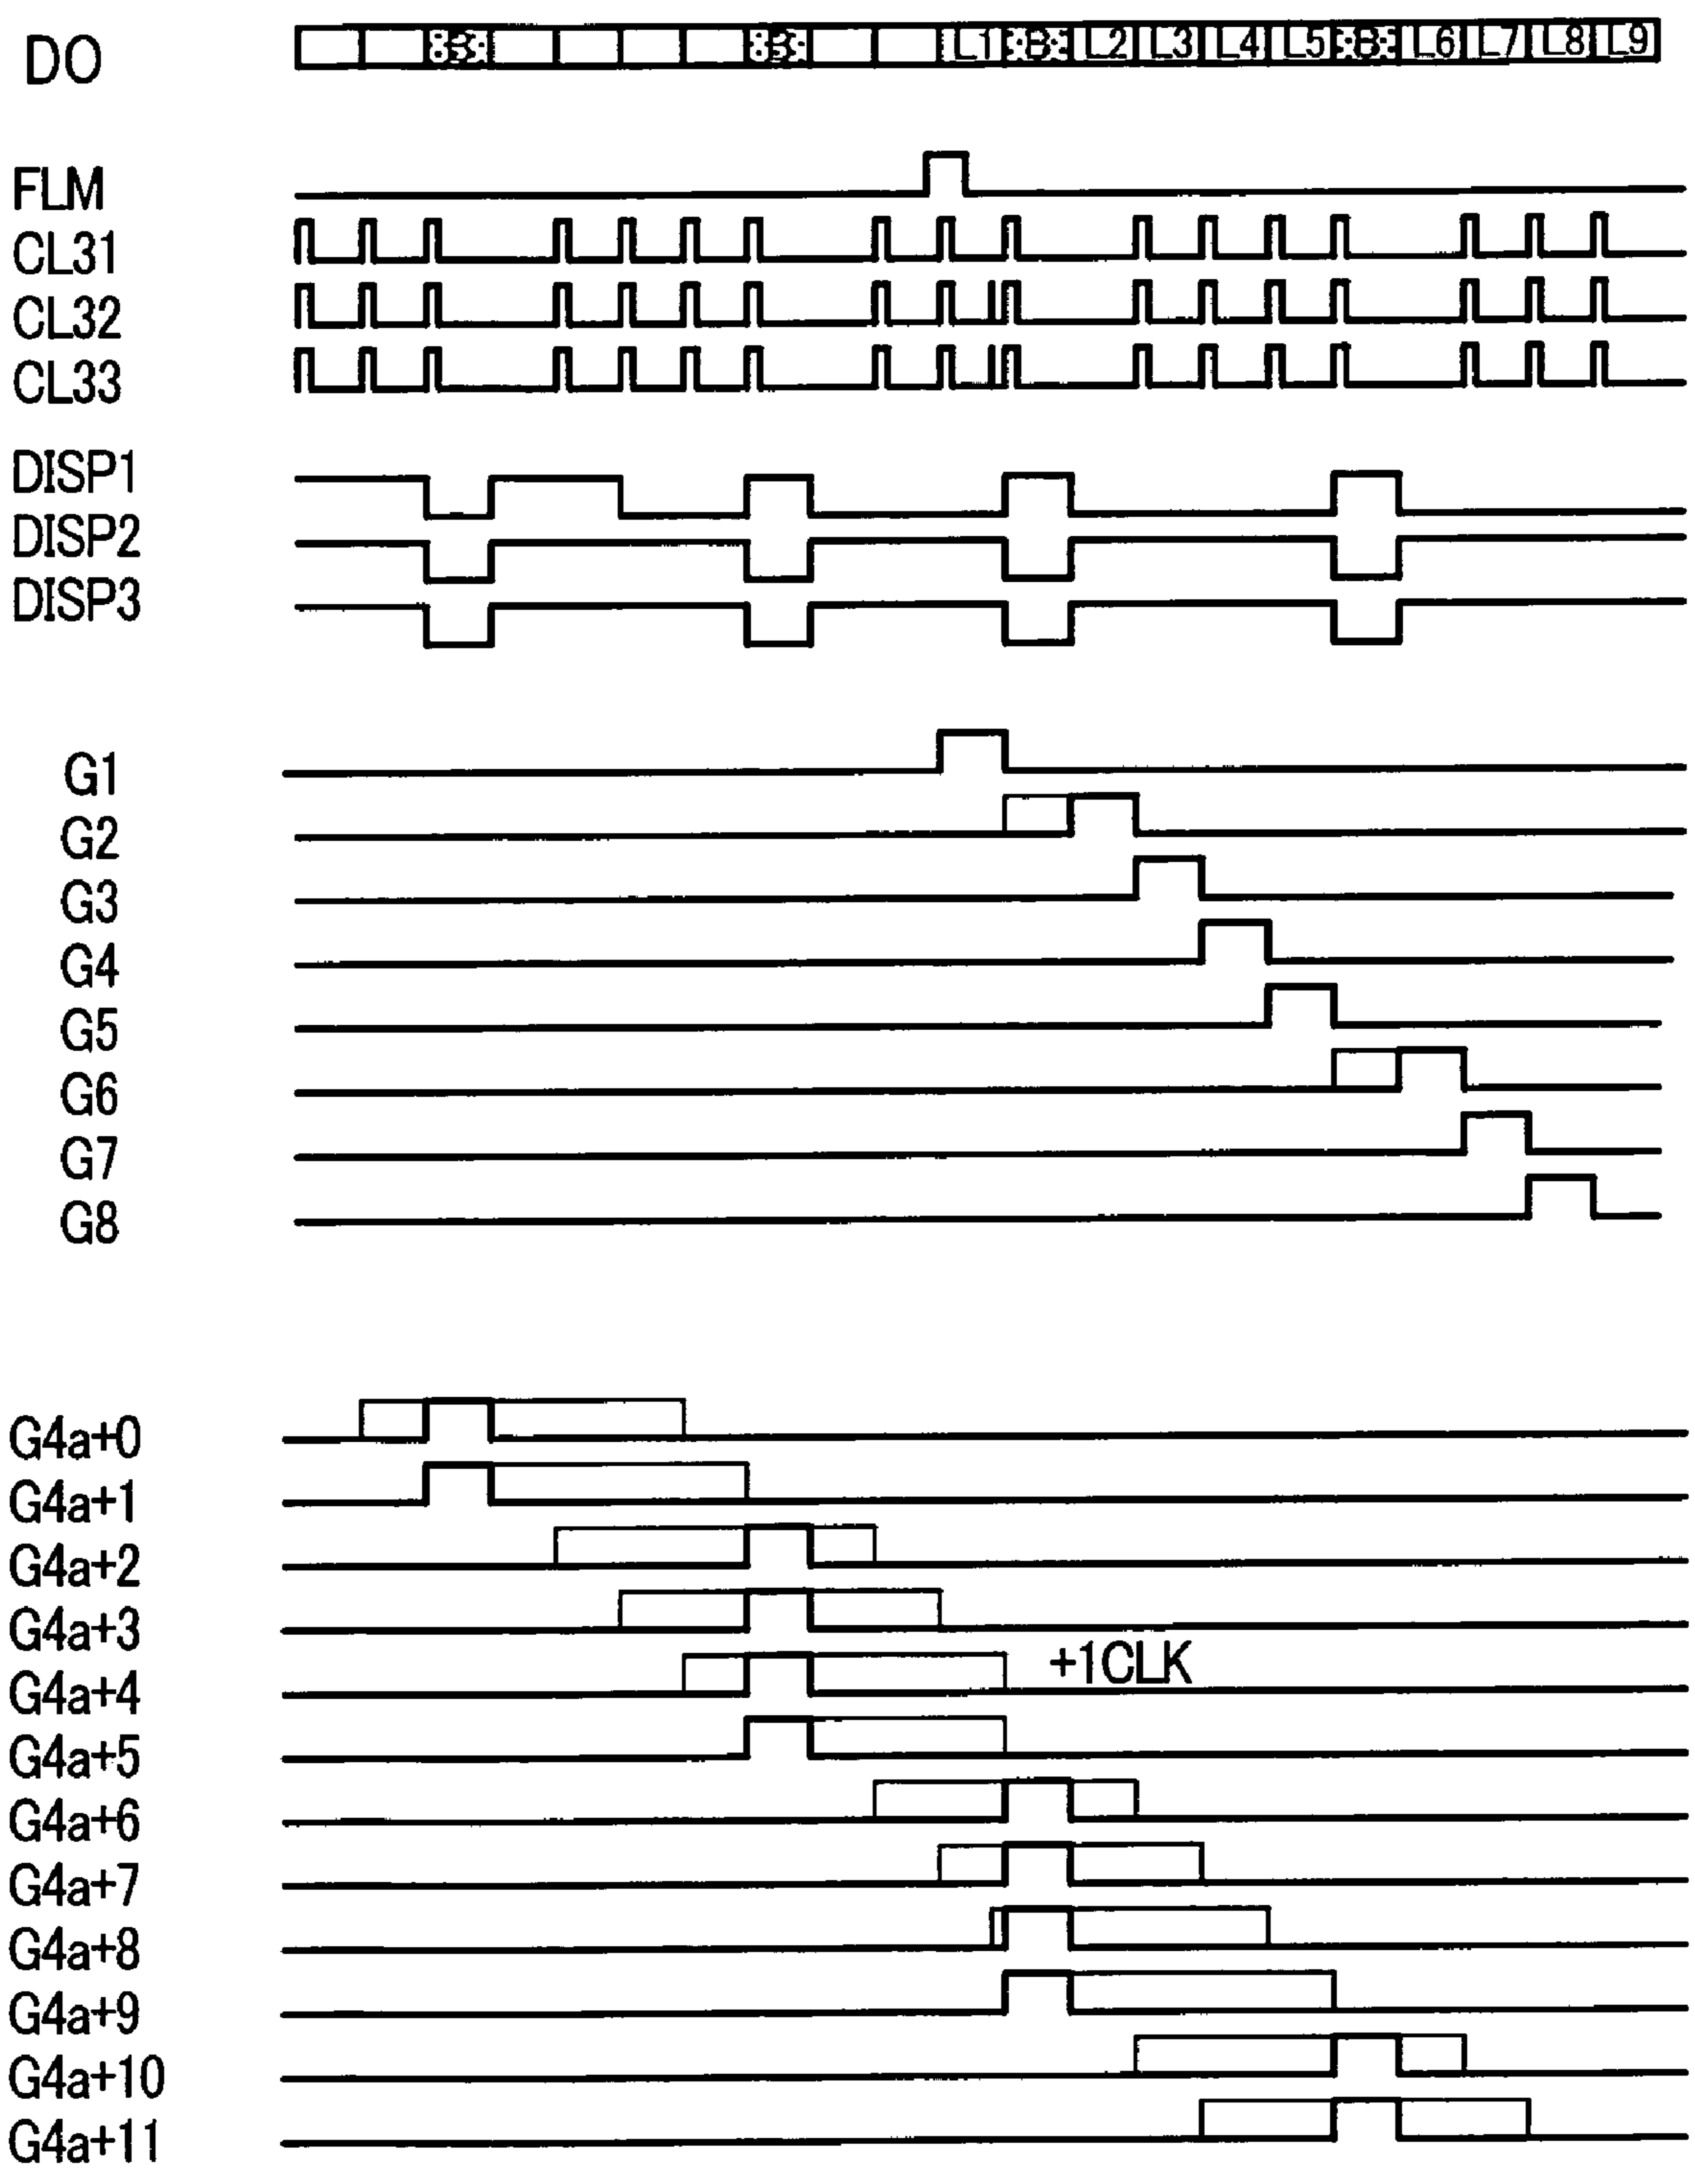 DO L1 B L2 L3 L4 L5 B L6 L7 L8 L9
FLM
CL31
CL32
CL33
DISP1
DISP2
DISP3
G1
G2
G3
G4
G5
G6
G7
G8
G4a+0
G4a+1
G4a+2
G4a+3
G4a+4 +1CLK
G4a+5
G4a+6
G4a+7
G4a+8
G4a+9
G4a+10
G4a+11